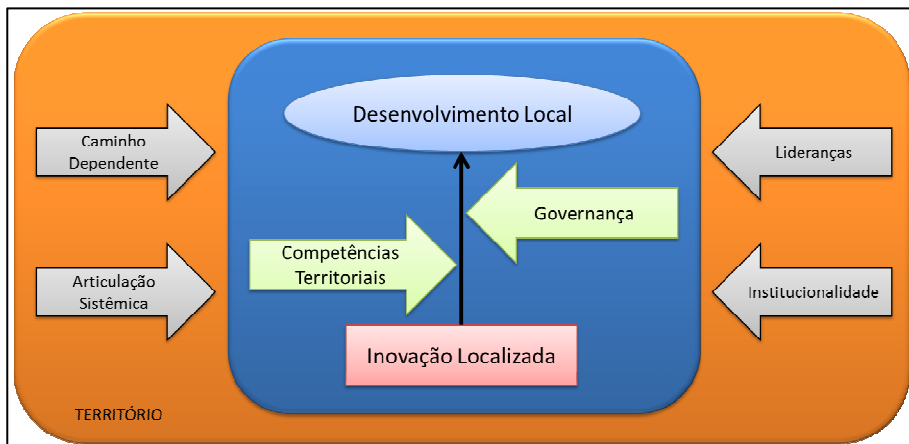 Desenvolvimento Local
Caminho
Dependente
Lideranças
Governança
Competências
Territoriais
Articulação
Sistêmica
Institucionalidade
Inovação Localizada
TERRITÓRIO